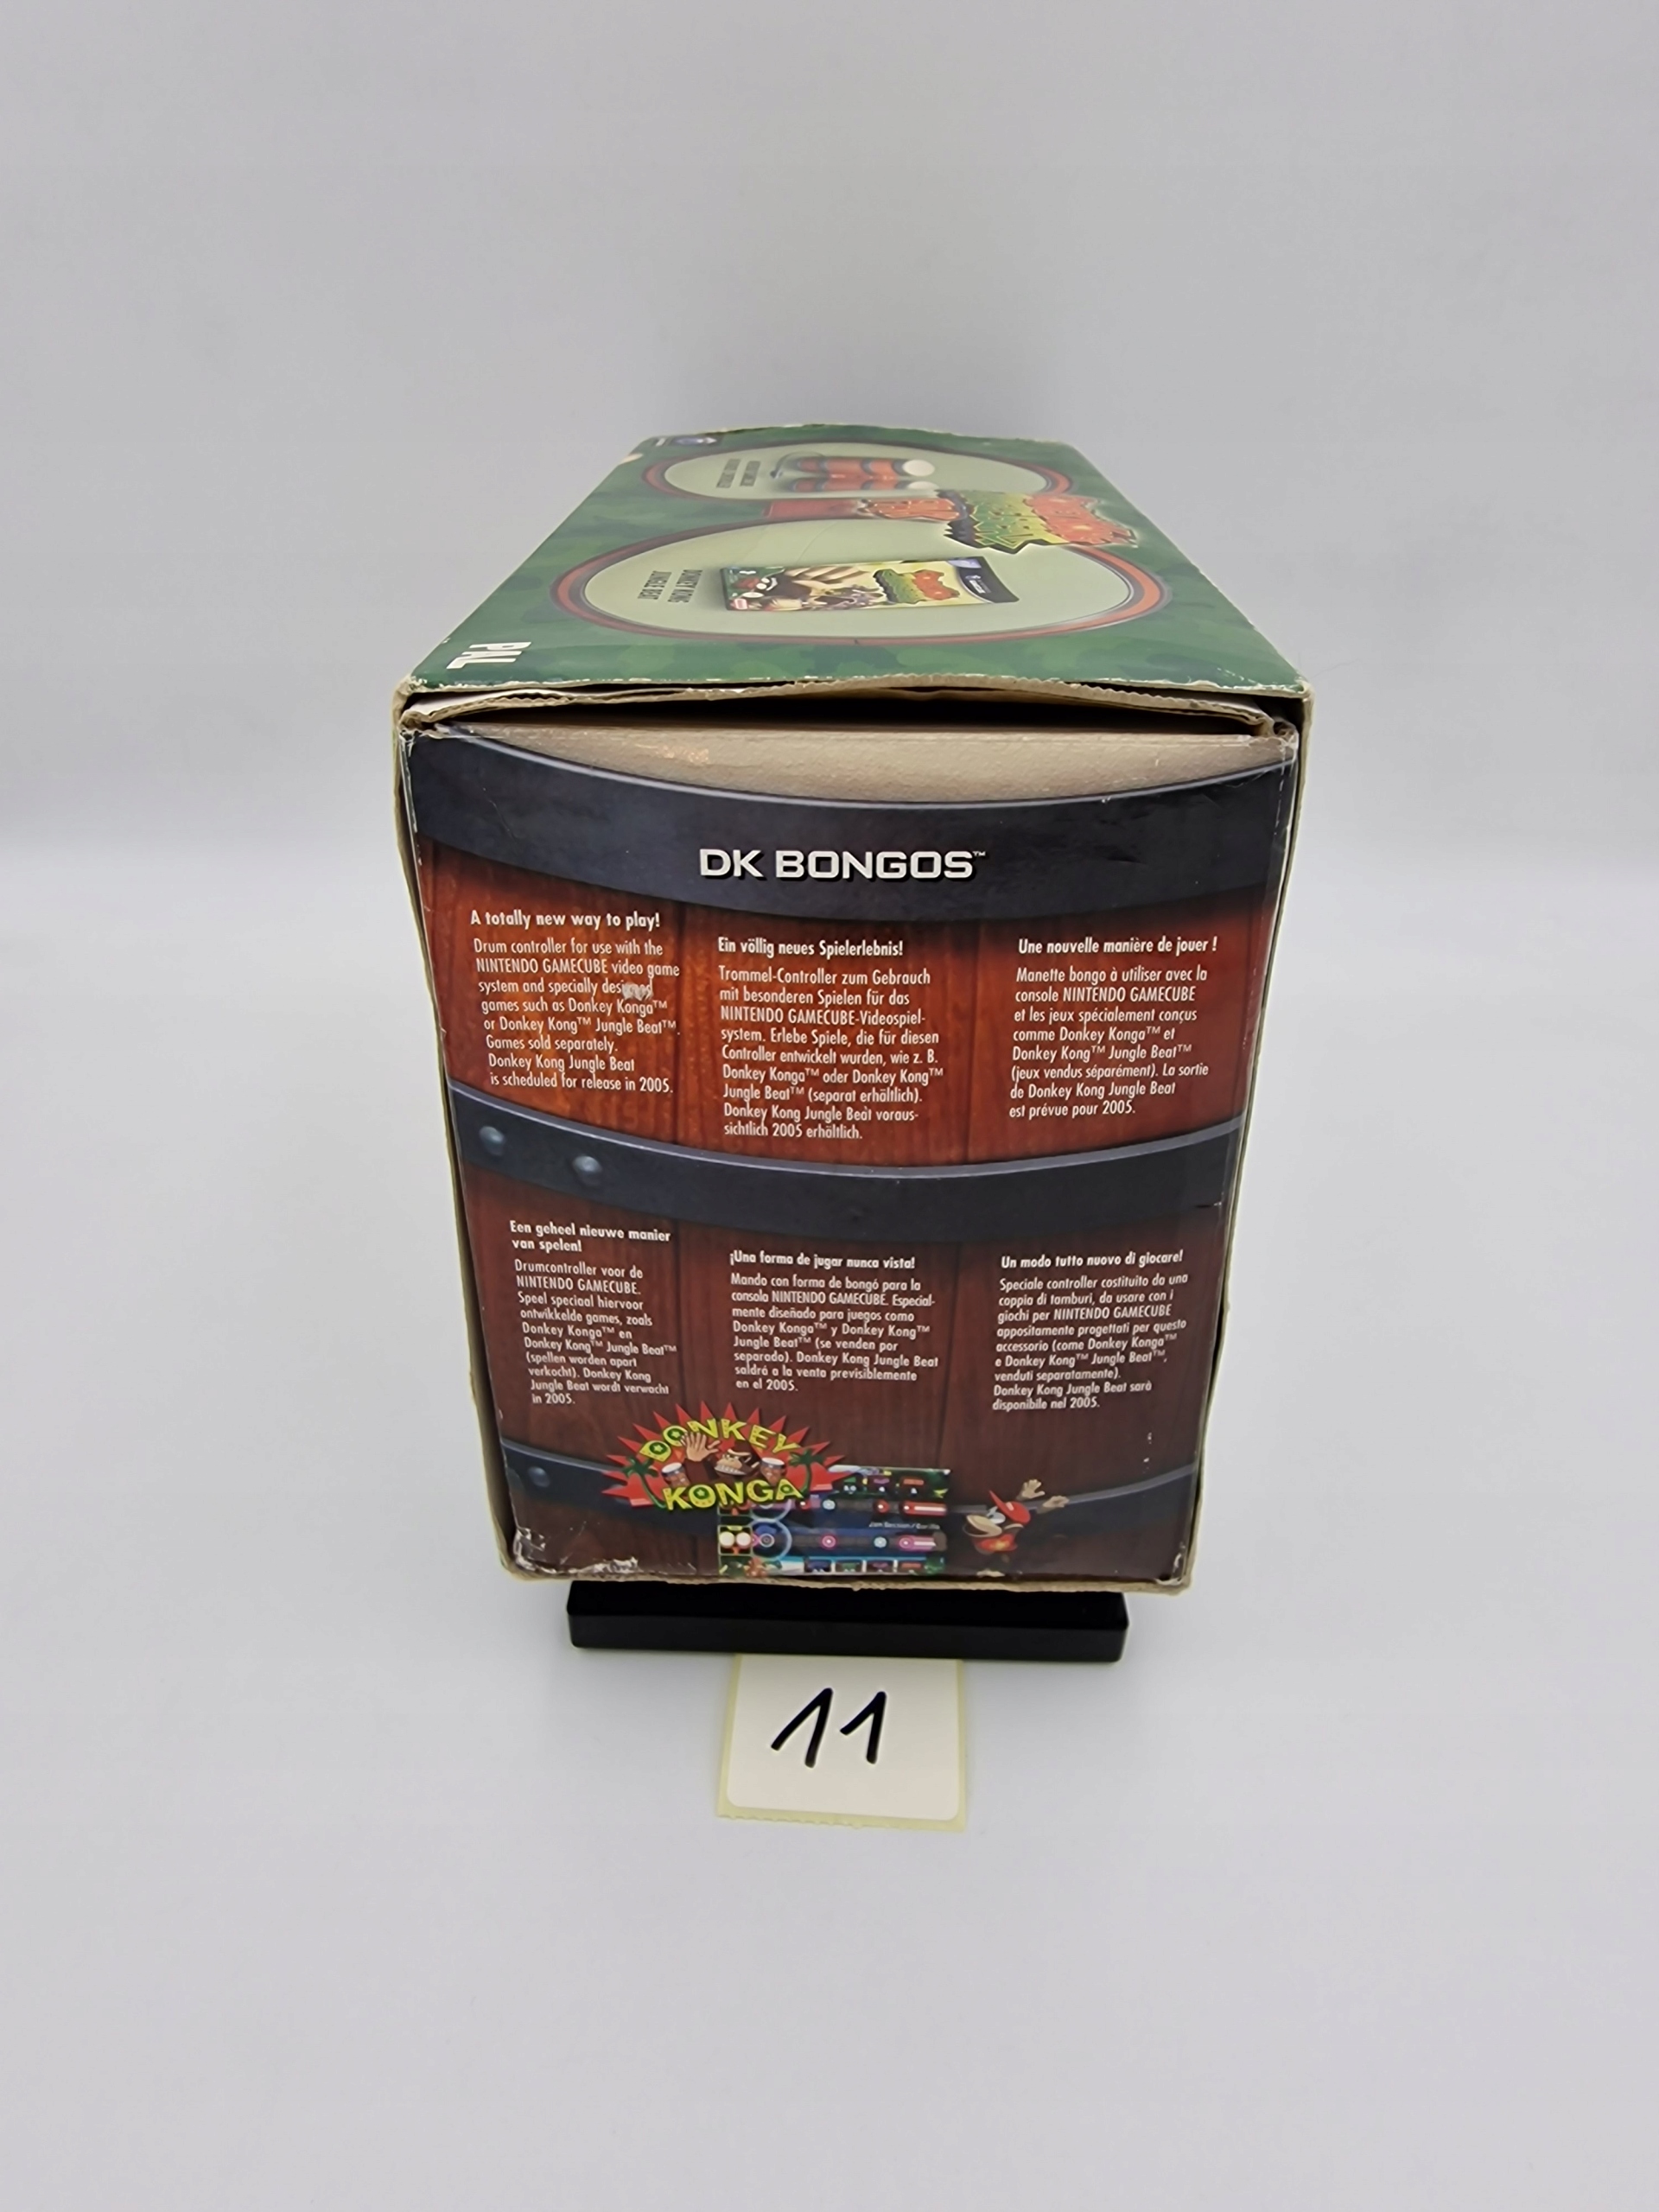 DONKEY KONG
JUNGLE BEAT
PAL
DK BONGOS™
A totally new way to play!
Drum controller for use with the
NINTENDO GAMECUBE video game
system and specially designed
games such as Donkey Konga™
or Donkey Kong™ Jungle Beat™.
Games sold separately.
Donkey Kong Jungle Beat
is scheduled for release in 2005.
Ein völlig neues Spielerlebnis!
Trommel-Controller zum Gebrauch
mit besonderen Spielen für das
NINTENDO GAMECUBE-Videospiel-
system. Erlebe Spiele, die für diesen
Controller entwickelt wurden, wie z. B.
Donkey Konga™ oder Donkey Kong™
Jungle Beat™ (separat erhältlich).
Donkey Kong Jungle Beat voraus-
sichtlich 2005 erhältlich.
Une nouvelle manière de jouer !
Manette bongo à utiliser avec la
console NINTENDO GAMECUBE
et les jeux spécialement conçus
comme Donkey Konga™ et
Donkey Kong™ Jungle Beat™
(jeux vendus séparément). La sortie
de Donkey Kong Jungle Beat
est prévue pour 2005.
Een geheel nieuwe manier
van spelen!
Drumcontroller voor de
NINTENDO GAMECUBE.
Speel speciaal hiervoor
ontwikkelde games, zoals
Donkey Konga™ en
Donkey Kong™ Jungle Beat™
(spellen worden apart
verkocht). Donkey Kong
Jungle Beat wordt verwacht
in 2005.
¡Una forma de jugar nunca vista!
Mando con forma de bongó para la
consola NINTENDO GAMECUBE. Especial-
mente diseñado para juegos como
Donkey Konga™ y Donkey Kong™
Jungle Beat™ (se venden por
separado). Donkey Kong Jungle Beat
saldrá a la venta previsiblemente
en el 2005.
Un modo tutto nuovo di giocare!
Speciale controller costituito da una
coppia di tamburi, da usare con i
giochi per NINTENDO GAMECUBE
appositamente progettati per questo
accessorio (come Donkey Konga™
e Donkey Kong™ Jungle Beat™,
venduti separatamente).
Donkey Kong Jungle Beat sarà
disponibile nel 2005.
DONKEY
KONGA
11